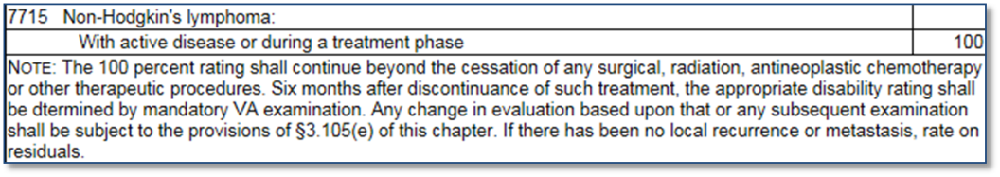 7715 Non-Hodgkin's lymphoma:
With active disease or during a treatment phase 100
NOTE: The 100 percent rating shall continue beyond the cessation of any surgical, radiation, antineoplastic chemotherapy
or other therapeutic procedures. Six months after discontinuance of such treatment, the appropriate disability rating shall
be dtermined by mandatory VA examination. Any change in evaluation based upon that or any subsequent examination
shall be subject to the provisions of §3.105(e) of this chapter. If there has been no local recurrence or metastasis, rate on
residuals.